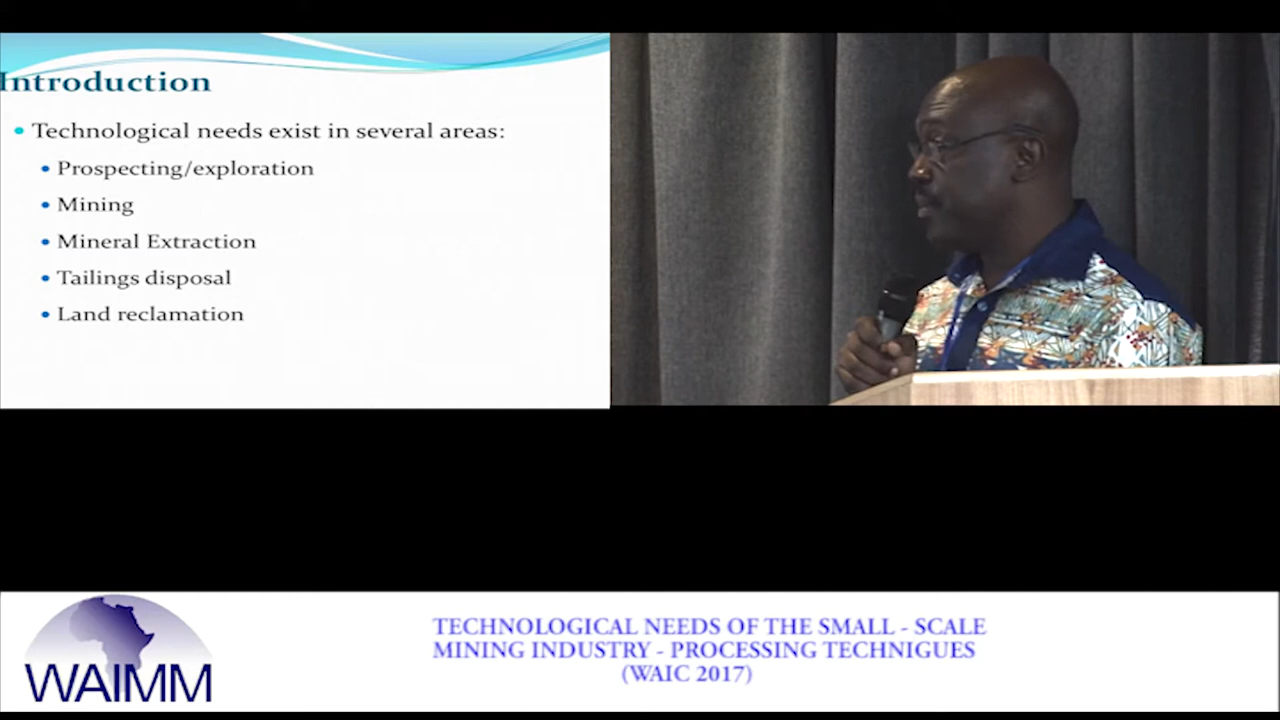 Introduction
Technological needs exist in several areas:
Prospecting/exploration
Mining
Mineral Extraction
Tailings disposal
Land reclamation
WAIMM
TECHNOLOGICAL NEEDS OF THE SMALL - SCALE
MINING INDUSTRY - PROCESSING TECHNIGUES
(WAIC 2017)